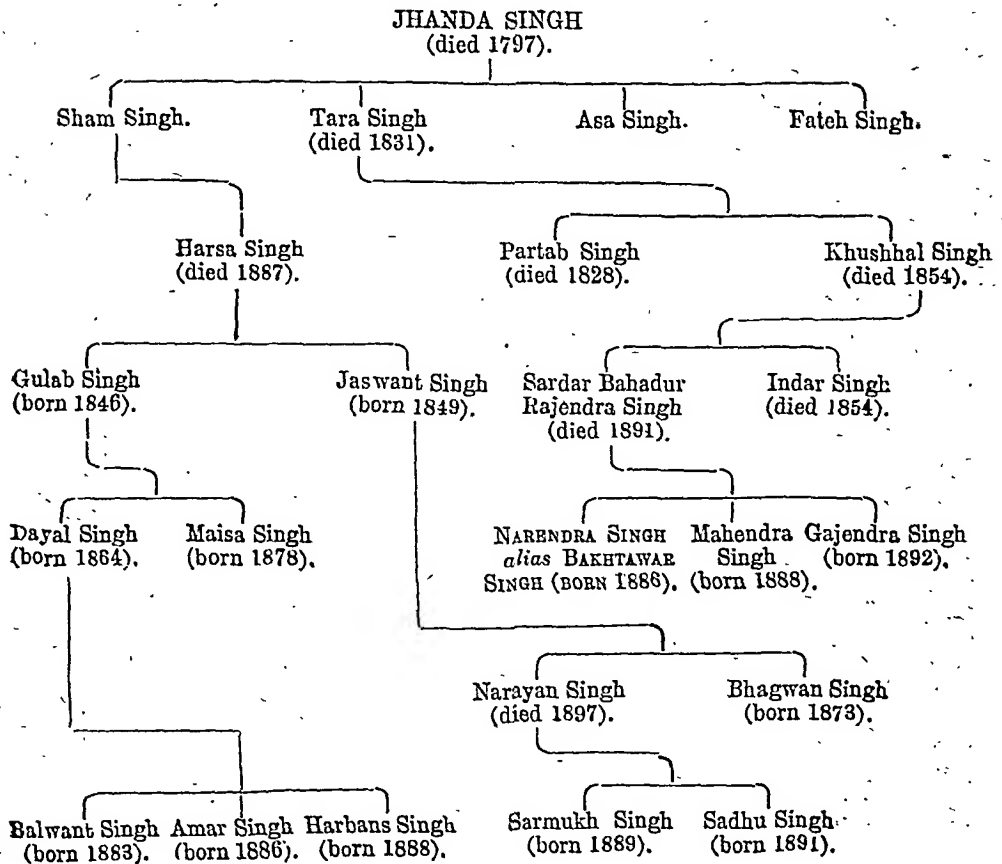 JHANDA SINGH
(died 1797).
Sham Singh. Tara Singh Asa Singh. Fateh Singh.
(died 1831).
Harsa Singh Partab Singh Khushhal Singh
(died 1887). (died 1828). (died 1854).
Gulab Singh Jaswant Singh Sardar Bahadur Indar Singh
(born 1846). (born 1849). Rajendra Singh (died 1854).
(died 1891).
Dayal Singh Maisa Singh NARENDRA SINGH Mahendra Gajendra Singh
(born 1864). (born 1878). alias BAKHTAWAR Singh (born 1892).
SINGH (BORN 1886). (born 1888).
Narayan Singh Bhagwan Singh
(died 1897). (born 1873).
Balwant Singh Amar Singh Harbans Singh Sarmukh Singh Sadhu Singh
(born 1883). (born 1886). (born 1888). (born 1889). (born 1891).